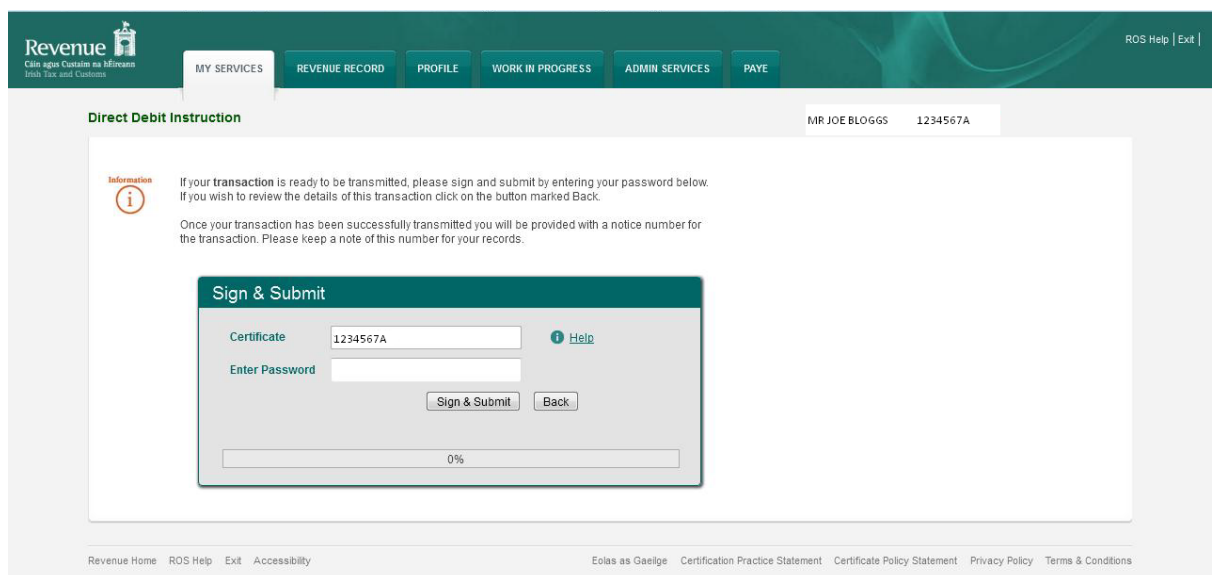 Revenue
Cáin agus Custaim na hÉireann
Irish Tax and Customs
MY SERVICES
REVENUE RECORD
PROFILE
WORK IN PROGRESS
ADMIN SERVICES
PAYE
ROS Help | Exit |
Direct Debit Instruction
MR JOE BLOGGS 1234567A
Information
If your transaction is ready to be transmitted, please sign and submit by entering your password below.
If you wish to review the details of this transaction click on the button marked Back.
Once your transaction has been successfully transmitted you will be provided with a notice number for
the transaction. Please keep a note of this number for your records.
Sign & Submit
Certificate 1234567A Help
Enter Password
Sign & Submit Back
0%
Revenue Home ROS Help Exit Accessibility Eolas as Gaeilge Certification Practice Statement Certificate Policy Statement Privacy Policy Terms & Conditions